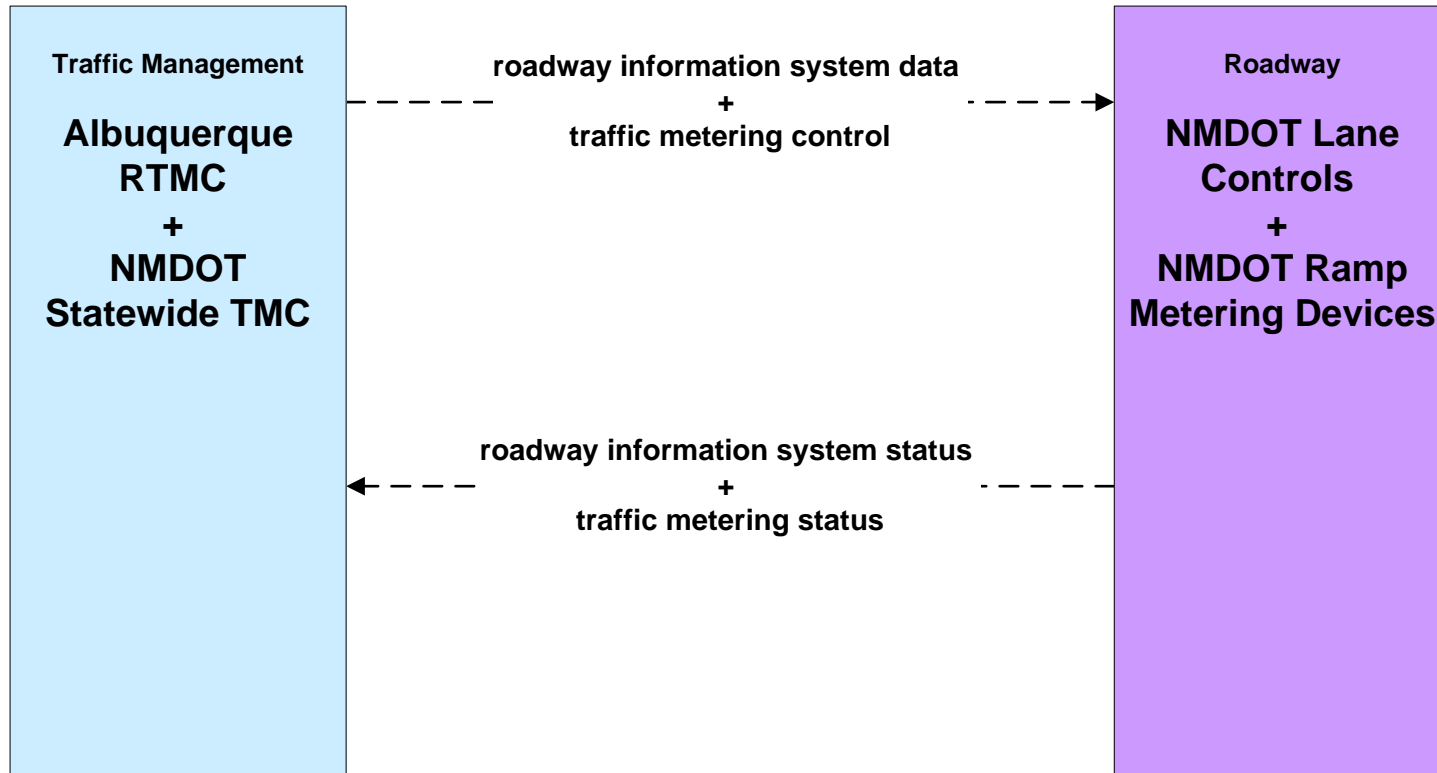 Traffic Management
Albuquerque
RTMC
+
NMDOT
Statewide TMC
roadway information system data
+
traffic metering control
roadway information system status
+
traffic metering status
Roadway
NMDOT Lane
Controls
+
NMDOT Ramp
Metering Devices